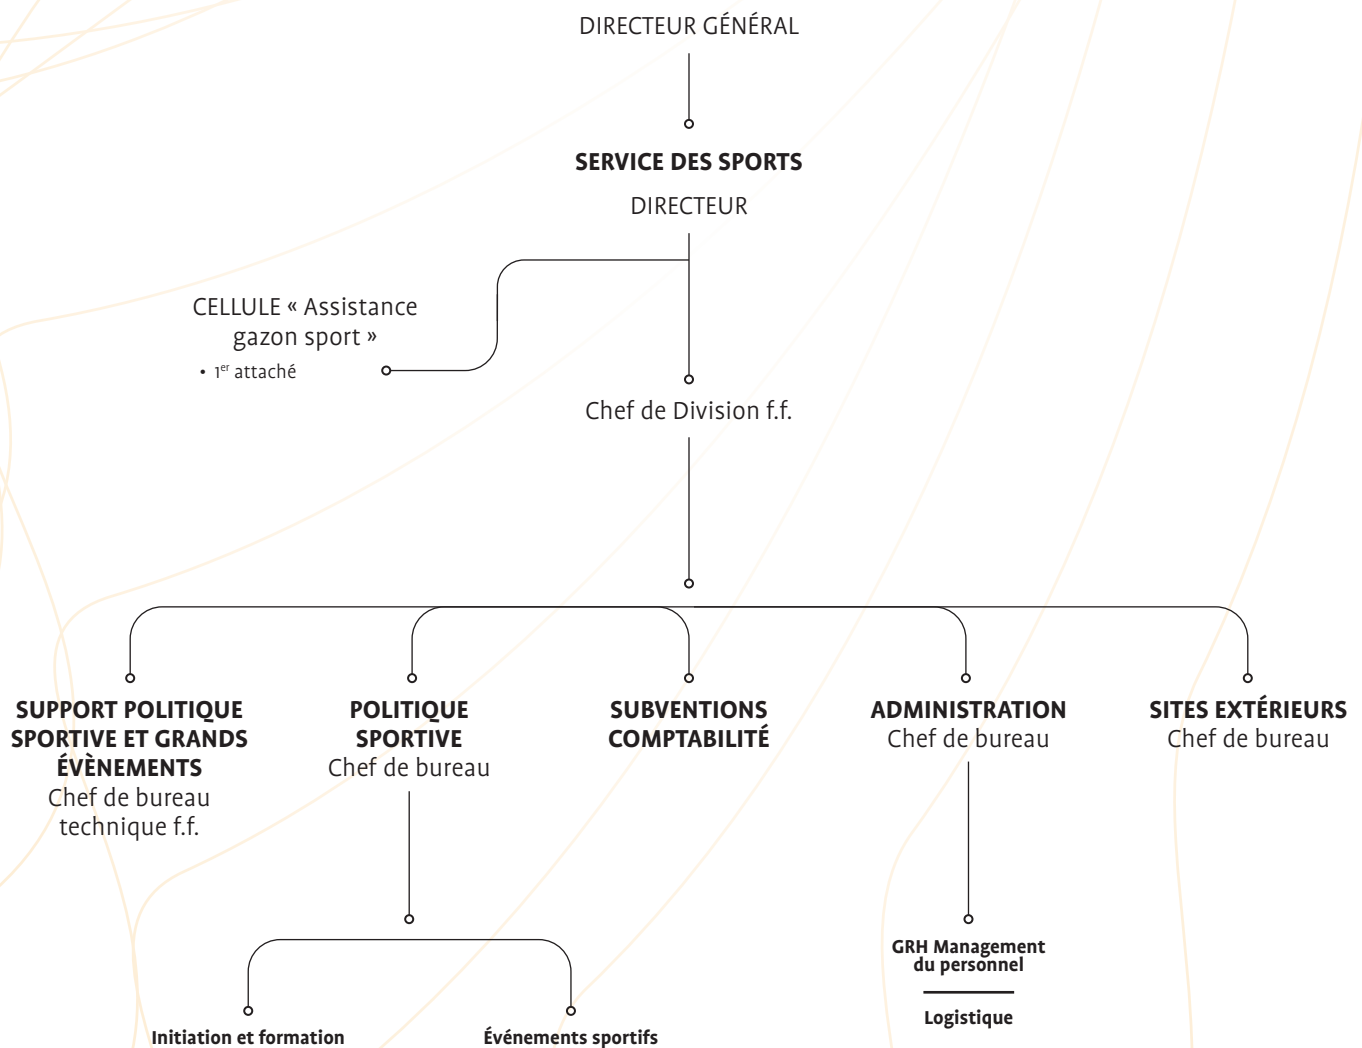 DIRECTEUR GÉNÉRAL
SERVICE DES SPORTS
DIRECTEUR
CELLULE « Assistance
gazon sport »
• 1er attaché
Chef de Division f.f.
SUPPORT POLITIQUE
SPORTIVE ET GRANDS
ÉVÈNEMENTS
Chef de bureau
technique f.f.
POLITIQUE
SPORTIVE
Chef de bureau
SUBVENTIONS
COMPTABILITÉ
ADMINISTRATION
Chef de bureau
SITES EXTÉRIEURS
Chef de bureau
GRH Management
du personnel
Logistique
Initiation et formation
Événements sportifs